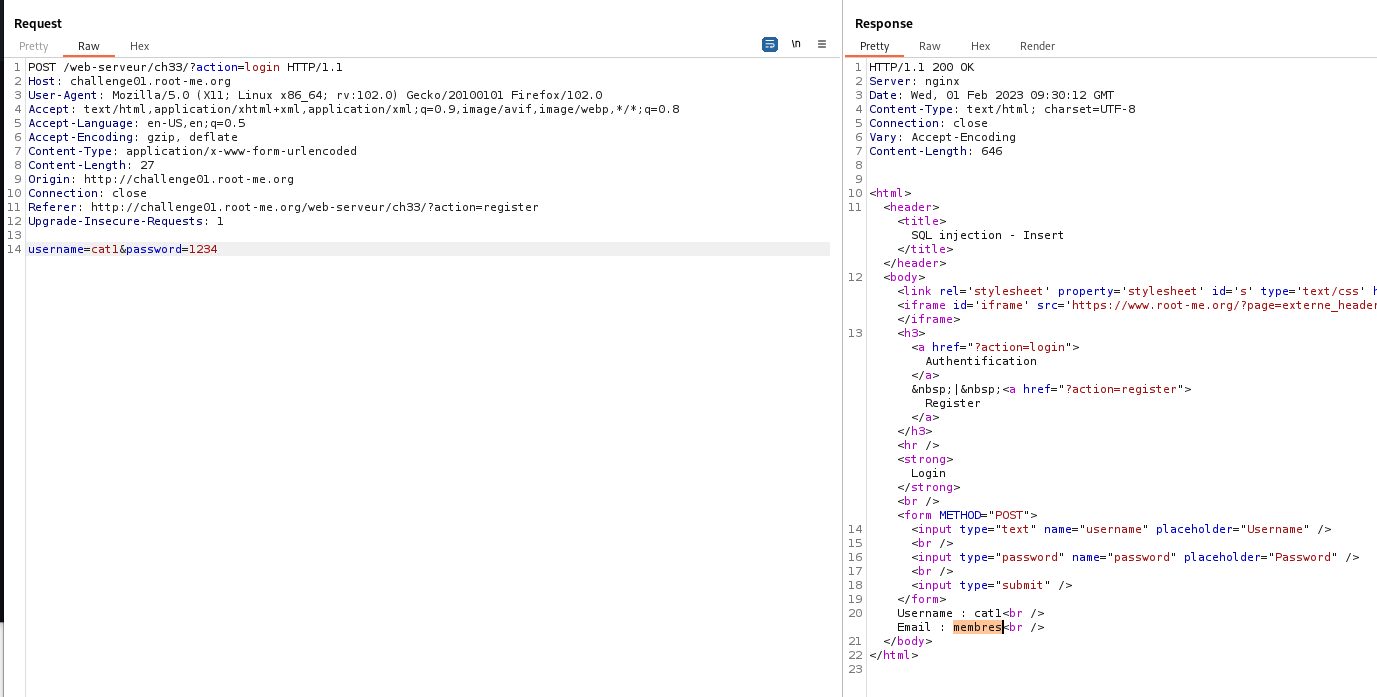 Request
Pretty Raw Hex
\n
1 POST /web-serveur/ch33/?action=login HTTP/1.1
2 Host: challenge01.root-me.org
3 User-Agent: Mozilla/5.0 (X11; Linux x86_64; rv:102.0) Gecko/20100101 Firefox/102.0
4 Accept: text/html,application/xhtml+xml,application/xml;q=0.9,image/avif,image/webp,*/*;q=0.8
5 Accept-Language: en-US,en;q=0.5
6 Accept-Encoding: gzip, deflate
7 Content-Type: application/x-www-form-urlencoded
8 Content-Length: 27
9 Origin: http://challenge01.root-me.org
10 Connection: close
11 Referer: http://challenge01.root-me.org/web-serveur/ch33/?action=register
12 Upgrade-Insecure-Requests: 1
13
14 username=cat1&password=1234
Response
Pretty Raw Hex Render
1 HTTP/1.1 200 OK
2 Server: nginx
3 Date: Wed, 01 Feb 2023 09:30:12 GMT
4 Content-Type: text/html; charset=UTF-8
5 Connection: close
6 Vary: Accept-Encoding
7 Content-Length: 646
8
9
10 <html>
11 <header>
<title>
SQL injection - Insert
</title>
</header>
12 <body>
<link rel='stylesheet' property='stylesheet' id='s' type='text/css' h
<iframe id='iframe' src='https://www.root-me.org/?page=externe_header
</iframe>
13 <h3>
<a href="?action=login">
Authentification
</a>
&nbsp;|&nbsp;<a href="?action=register">
Register
</a>
</h3>
<hr />
<strong>
Login
</strong>
<br />
<form METHOD="POST">
14 <input type="text" name="username" placeholder="Username" />
15 <br />
16 <input type="password" name="password" placeholder="Password" />
17 <br />
18 <input type="submit" />
19 </form>
20 Username : cat1<br />
Email : membres<br />
21 </body>
22 </html>
23